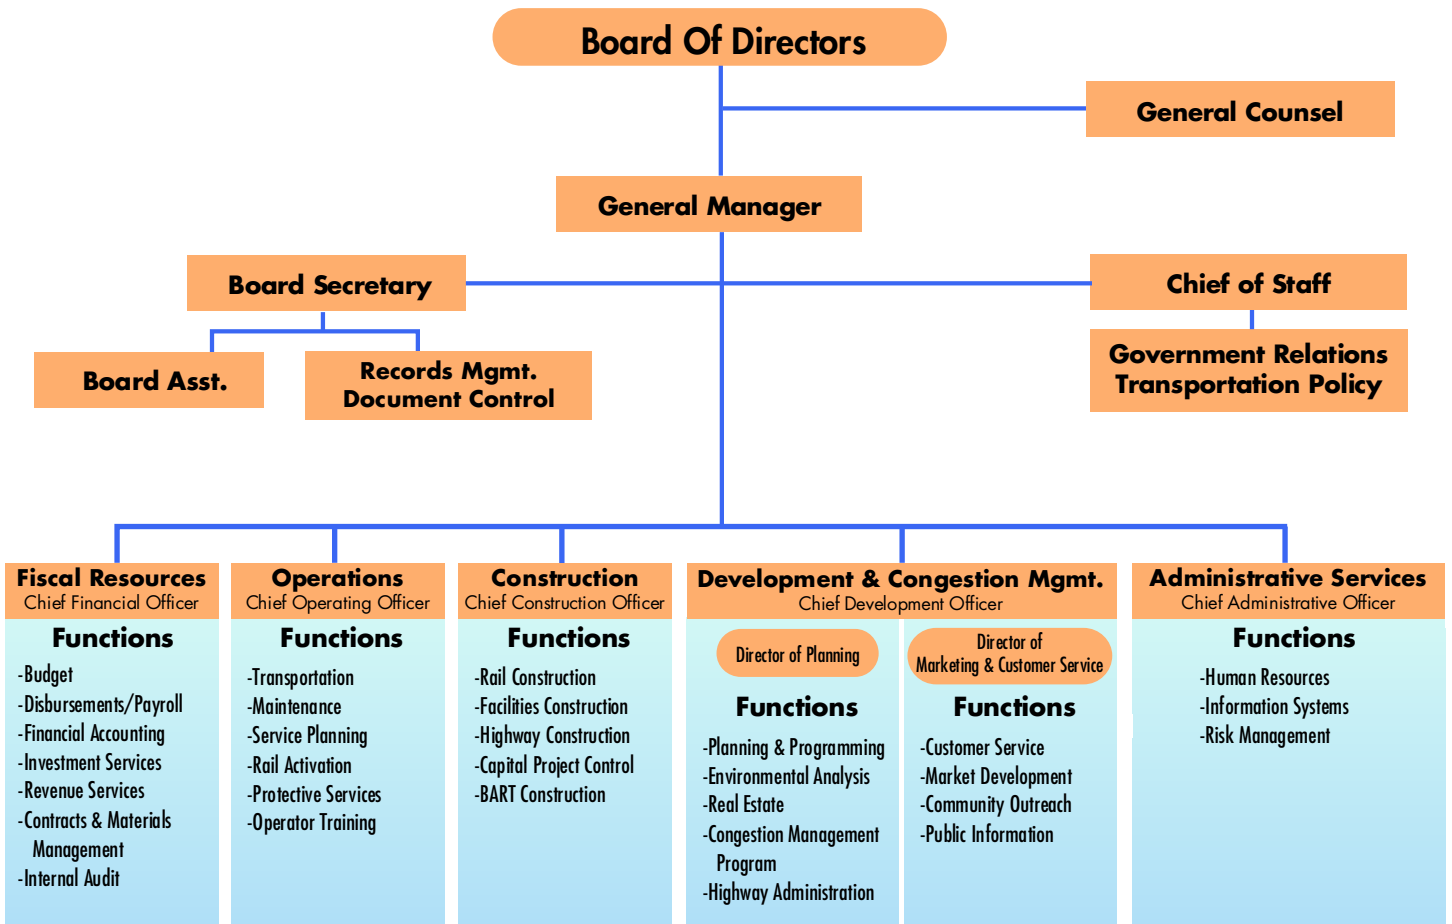 Board Of Directors
General Counsel
General Manager
Board Secretary
Chief of Staff
Board Asst.
Records Mgmt.
Document Control
Government Relations
Transportation Policy
Fiscal Resources
Chief Financial Officer
Functions
-Budget
-Disbursements/Payroll
-Financial Accounting
-Investment Services
-Revenue Services
-Contracts & Materials
Management
-Internal Audit
Operations
Chief Operating Officer
Functions
-Transportation
-Maintenance
-Service Planning
-Rail Activation
-Protective Services
-Operator Training
Construction
Chief Construction Officer
Functions
-Rail Construction
-Facilities Construction
-Highway Construction
-Capital Project Control
-BART Construction
Development & Congestion Mgmt.
Chief Development Officer
Director of Planning
Functions
-Planning & Programming
-Environmental Analysis
-Real Estate
-Congestion Management
Program
-Highway Administration
Director of
Marketing & Customer Service
Functions
-Customer Service
-Market Development
-Community Outreach
-Public Information
Administrative Services
Chief Administrative Officer
Functions
-Human Resources
-Information Systems
-Risk Management